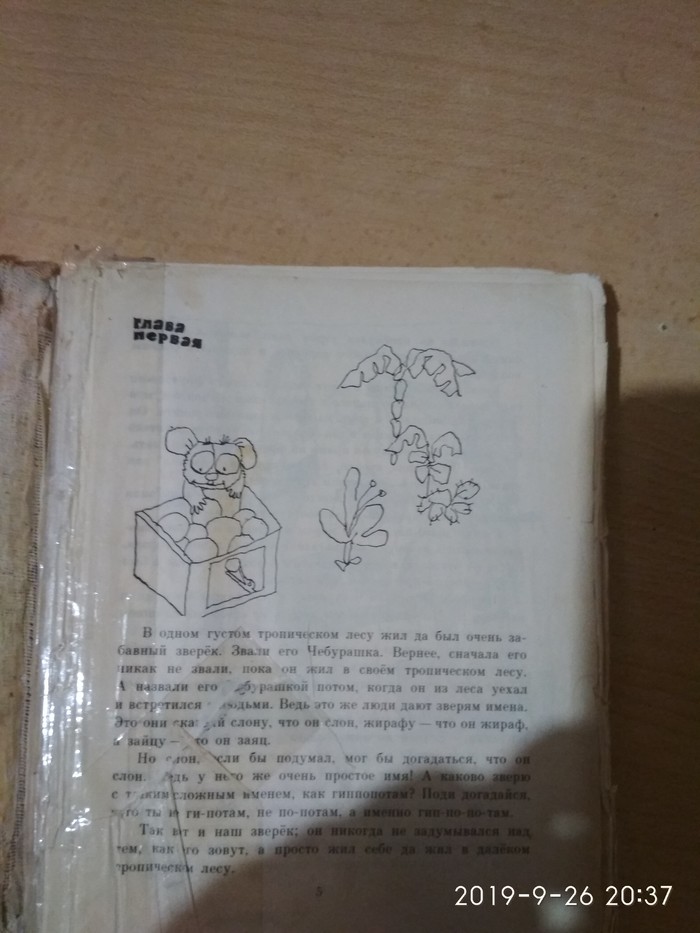 глава
первая
В одном густом тропическом лесу жил да был очень за-
бавный зверёк. Звали его Чебурашка. Вернее, сначала его
никак не звали, пока он жил в своём тропическом лесу.
А назвали его Чебурашкой потом, когда он из леса уехал
и встретился с людьми. Ведь это же люди дают зверям имена.
Это они сказали слону, что он слон, жирафу — что он жираф,
а зайцу — что он заяц.
Но слон, если бы подумал, мог бы догадаться, что он
слон. Ведь у него же очень простое имя! А каково зверю
с таким сложным именем, как гиппопотам? Поди догадайся,
что ты не ги-потам, не по-потам, а именно гип-по-по-там.
Так вот и наш зверёк; он никогда не задумывался над
тем, как его зовут, а просто жил себе да жил в далёком
тропическом лесу.
5
2019-9-26 20:37